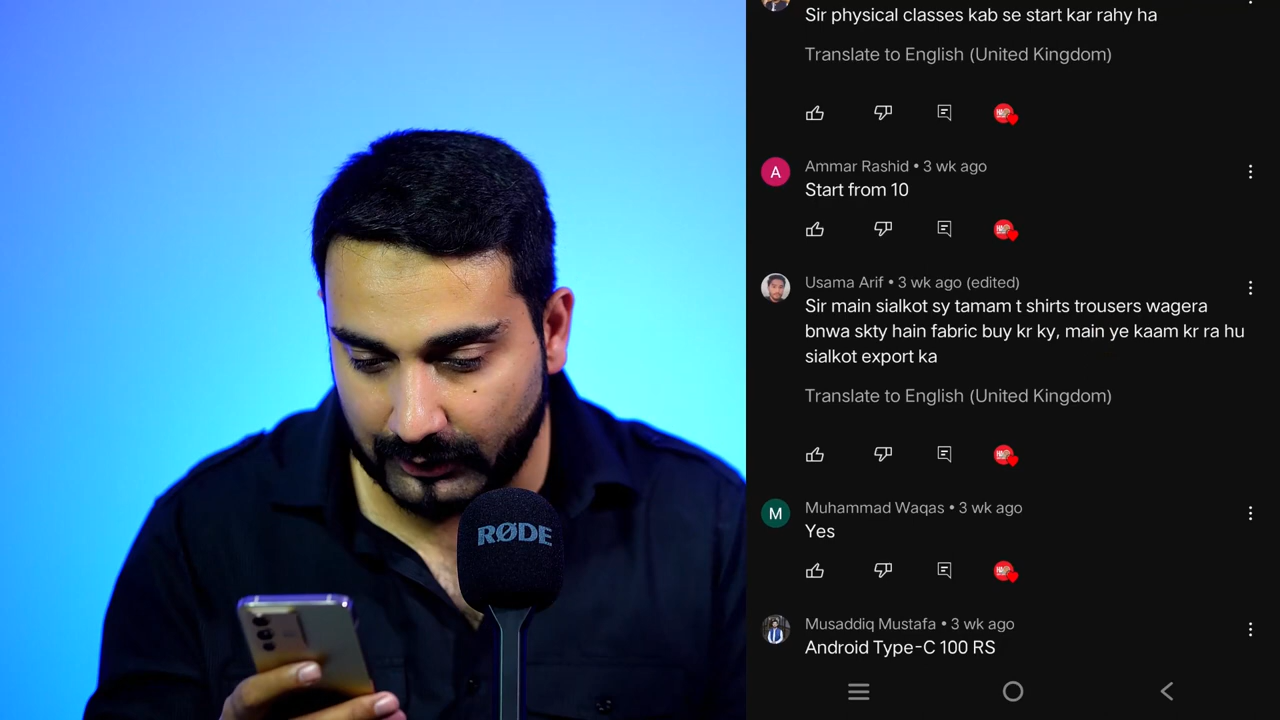 Sir physical classes kab se start kar rahy ha
Translate to English (United Kingdom)
A
Ammar Rashid • 3 wk ago
Start from 10
Usama Arif • 3 wk ago (edited)
Sir main sialkot sy tamam t shirts trousers wagera
bnwa skty hain fabric buy kr ky, main ye kaam kr ra hu
sialkot export ka
Translate to English (United Kingdom)
M
Muhammad Waqas • 3 wk ago
Yes
Musaddiq Mustafa • 3 wk ago
Android Type-C 100 RS
RØDE